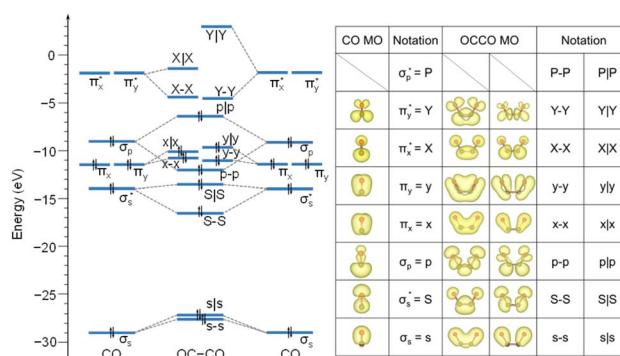 Energy (eV)
0
−5
−10
−15
−20
−25
−30
Y|Y
X|X
π*x π*y
X-X
Y-Y
π*x π*y
p|p
σp
x|x
y|y
σp
y-y
πx πy
x-x
p-p
πx πy
σ*s
S|S
σ*s
S-S
s|s
σs
s-s
σs
CO
OC−CO
CO
CO MO Notation OCCO MO Notation
σ*p = P P-P P|P
π*y = Y Y-Y Y|Y
π*x = X X-X X|X
πy = y y-y y|y
πx = x x-x x|x
σp = p p-p p|p
σ*s = S S-S S|S
σs = s s-s s|s